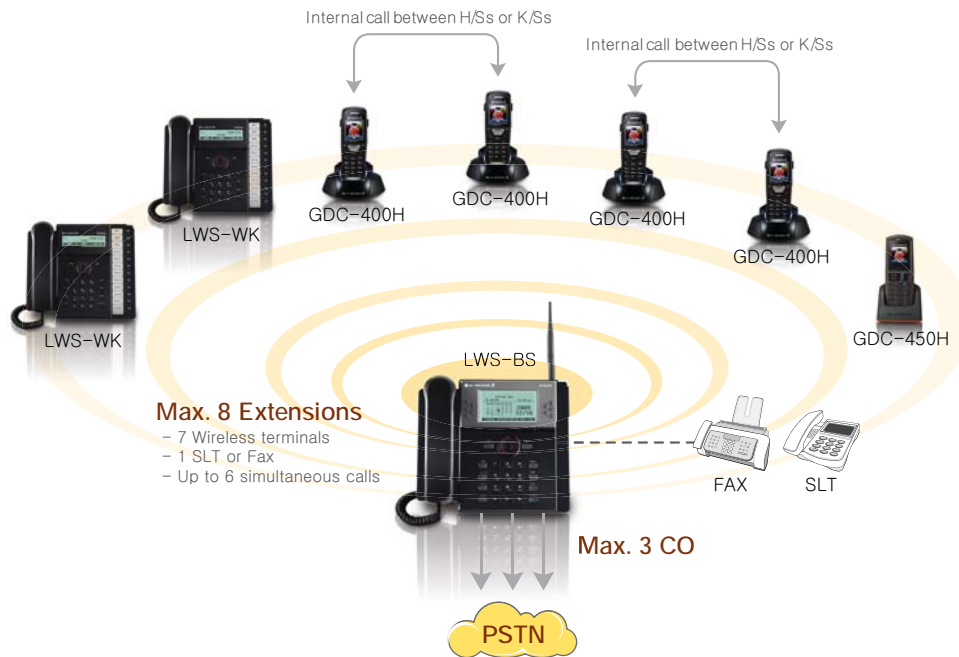 Internal call between H/Ss or K/Ss
Internal call between H/Ss or K/Ss
GDC-400H
GDC-400H
GDC-400H
GDC-400H
LWS-WK
LWS-WK
GDC-450H
LWS-BS
Max. 8 Extensions
- 7 Wireless terminals
- 1 SLT or Fax
- Up to 6 simultaneous calls
FAX
SLT
Max. 3 CO
PSTN